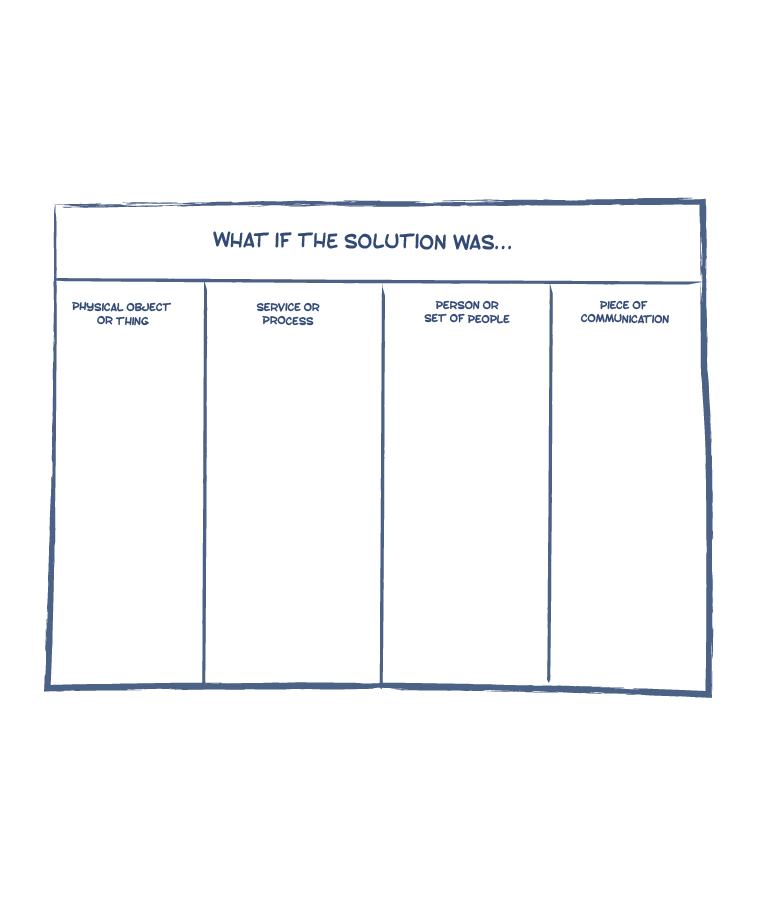 WHAT IF THE SOLUTION WAS...
PHYSICAL OBJECT
OR THING
SERVICE OR
PROCESS
PERSON OR
SET OF PEOPLE
PIECE OF
COMMUNICATION